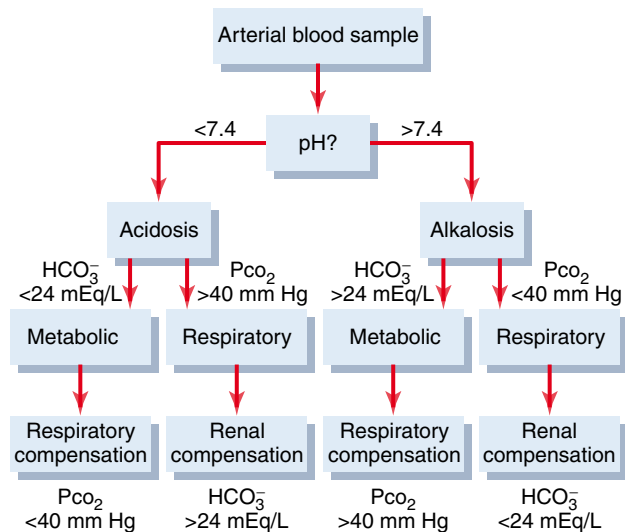 Arterial blood sample
<7.4
pH?
>7.4
Acidosis
Alkalosis
HCO₃⁻
<24 mEq/L
Pco₂
>40 mm Hg
HCO₃⁻
>24 mEq/L
Pco₂
<40 mm Hg
Metabolic
Respiratory
Metabolic
Respiratory
Respiratory
compensation
Renal
compensation
Respiratory
compensation
Renal
compensation
Pco₂
<40 mm Hg
HCO₃⁻
>24 mEq/L
Pco₂
>40 mm Hg
HCO₃⁻
<24 mEq/L